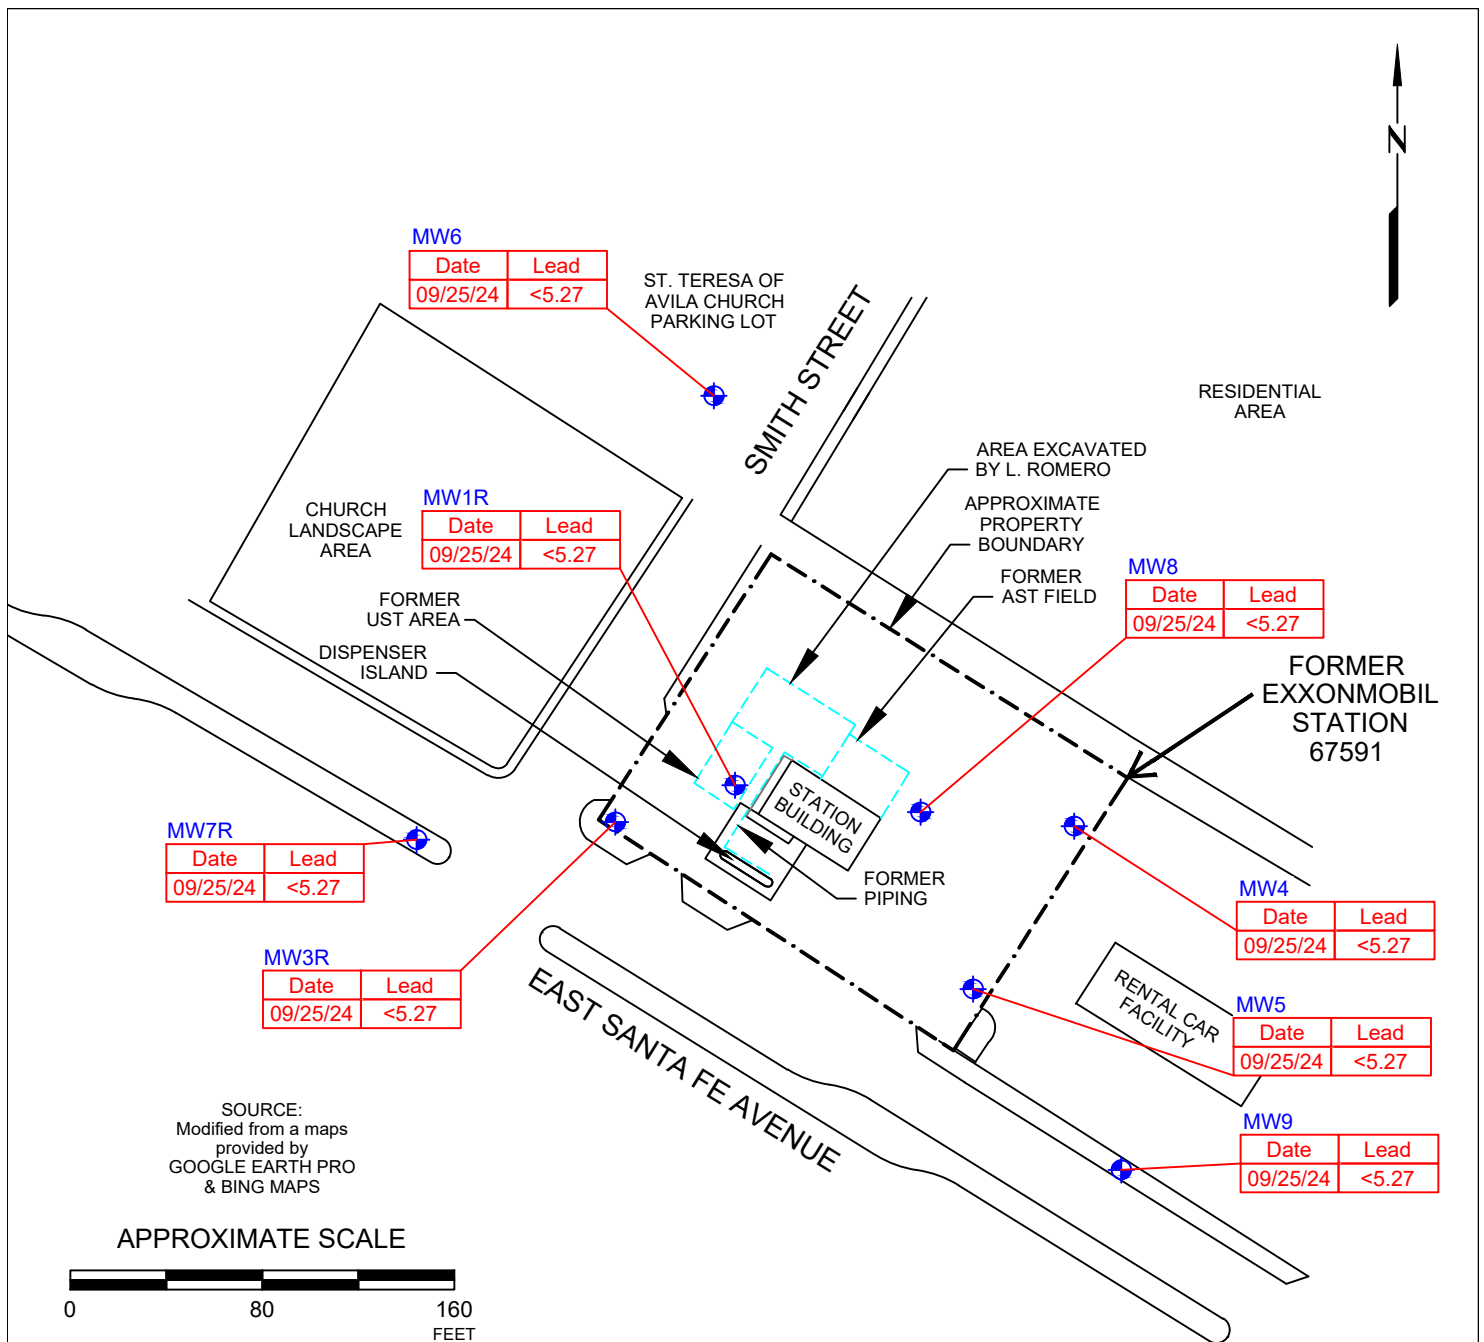 N
MW6
Date Lead
09/25/24 <5.27
ST. TERESA OF
AVILA CHURCH
PARKING LOT
SMITH STREET
RESIDENTIAL
AREA
AREA EXCAVATED
BY L. ROMERO
CHURCH
LANDSCAPE
AREA
MW1R
Date Lead
09/25/24 <5.27
APPROXIMATE
PROPERTY
BOUNDARY
FORMER
AST FIELD
MW8
Date Lead
09/25/24 <5.27
FORMER
UST AREA
DISPENSER
ISLAND
FORMER
EXXONMOBIL
STATION
67591
STATION
BUILDING
MW7R
Date Lead
09/25/24 <5.27
FORMER
PIPING
MW4
Date Lead
09/25/24 <5.27
MW3R
Date Lead
09/25/24 <5.27
EAST SANTA FE AVENUE
RENTAL CAR
FACILITY
MW5
Date Lead
09/25/24 <5.27
MW9
Date Lead
09/25/24 <5.27
SOURCE:
Modified from a maps
provided by
GOOGLE EARTH PRO
& BING MAPS
APPROXIMATE SCALE
0 80 160
FEET